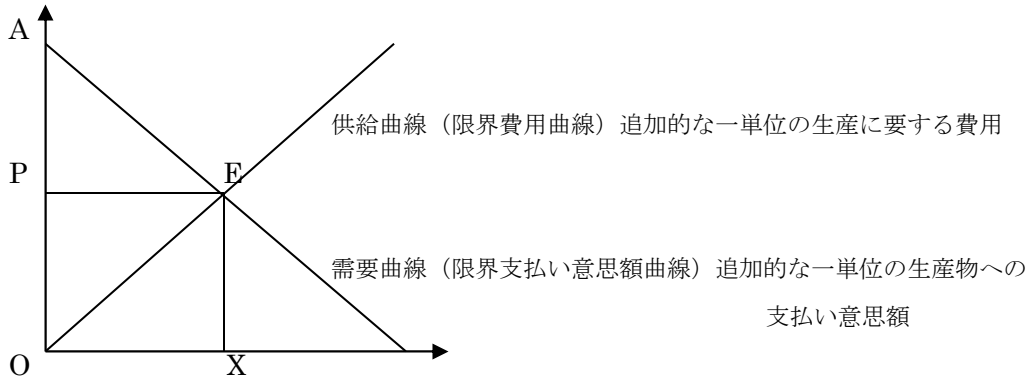 A
供給曲線（限界費用曲線）追加的な一単位の生産に要する費用
P
E
需要曲線（限界支払い意思額曲線）追加的な一単位の生産物への
支払い意思額
O
X